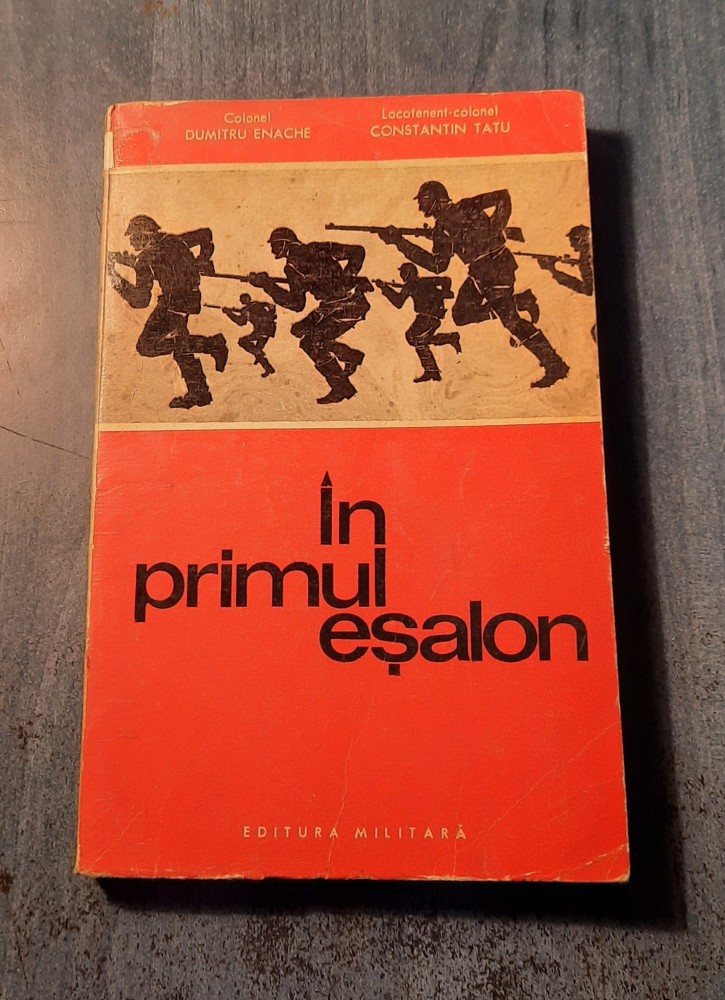 Colonel
DUMITRU ENACHE
Locotenent-colonel
CONSTANTIN TATU
În
primul
eșalon
EDITURA MILITARĂ